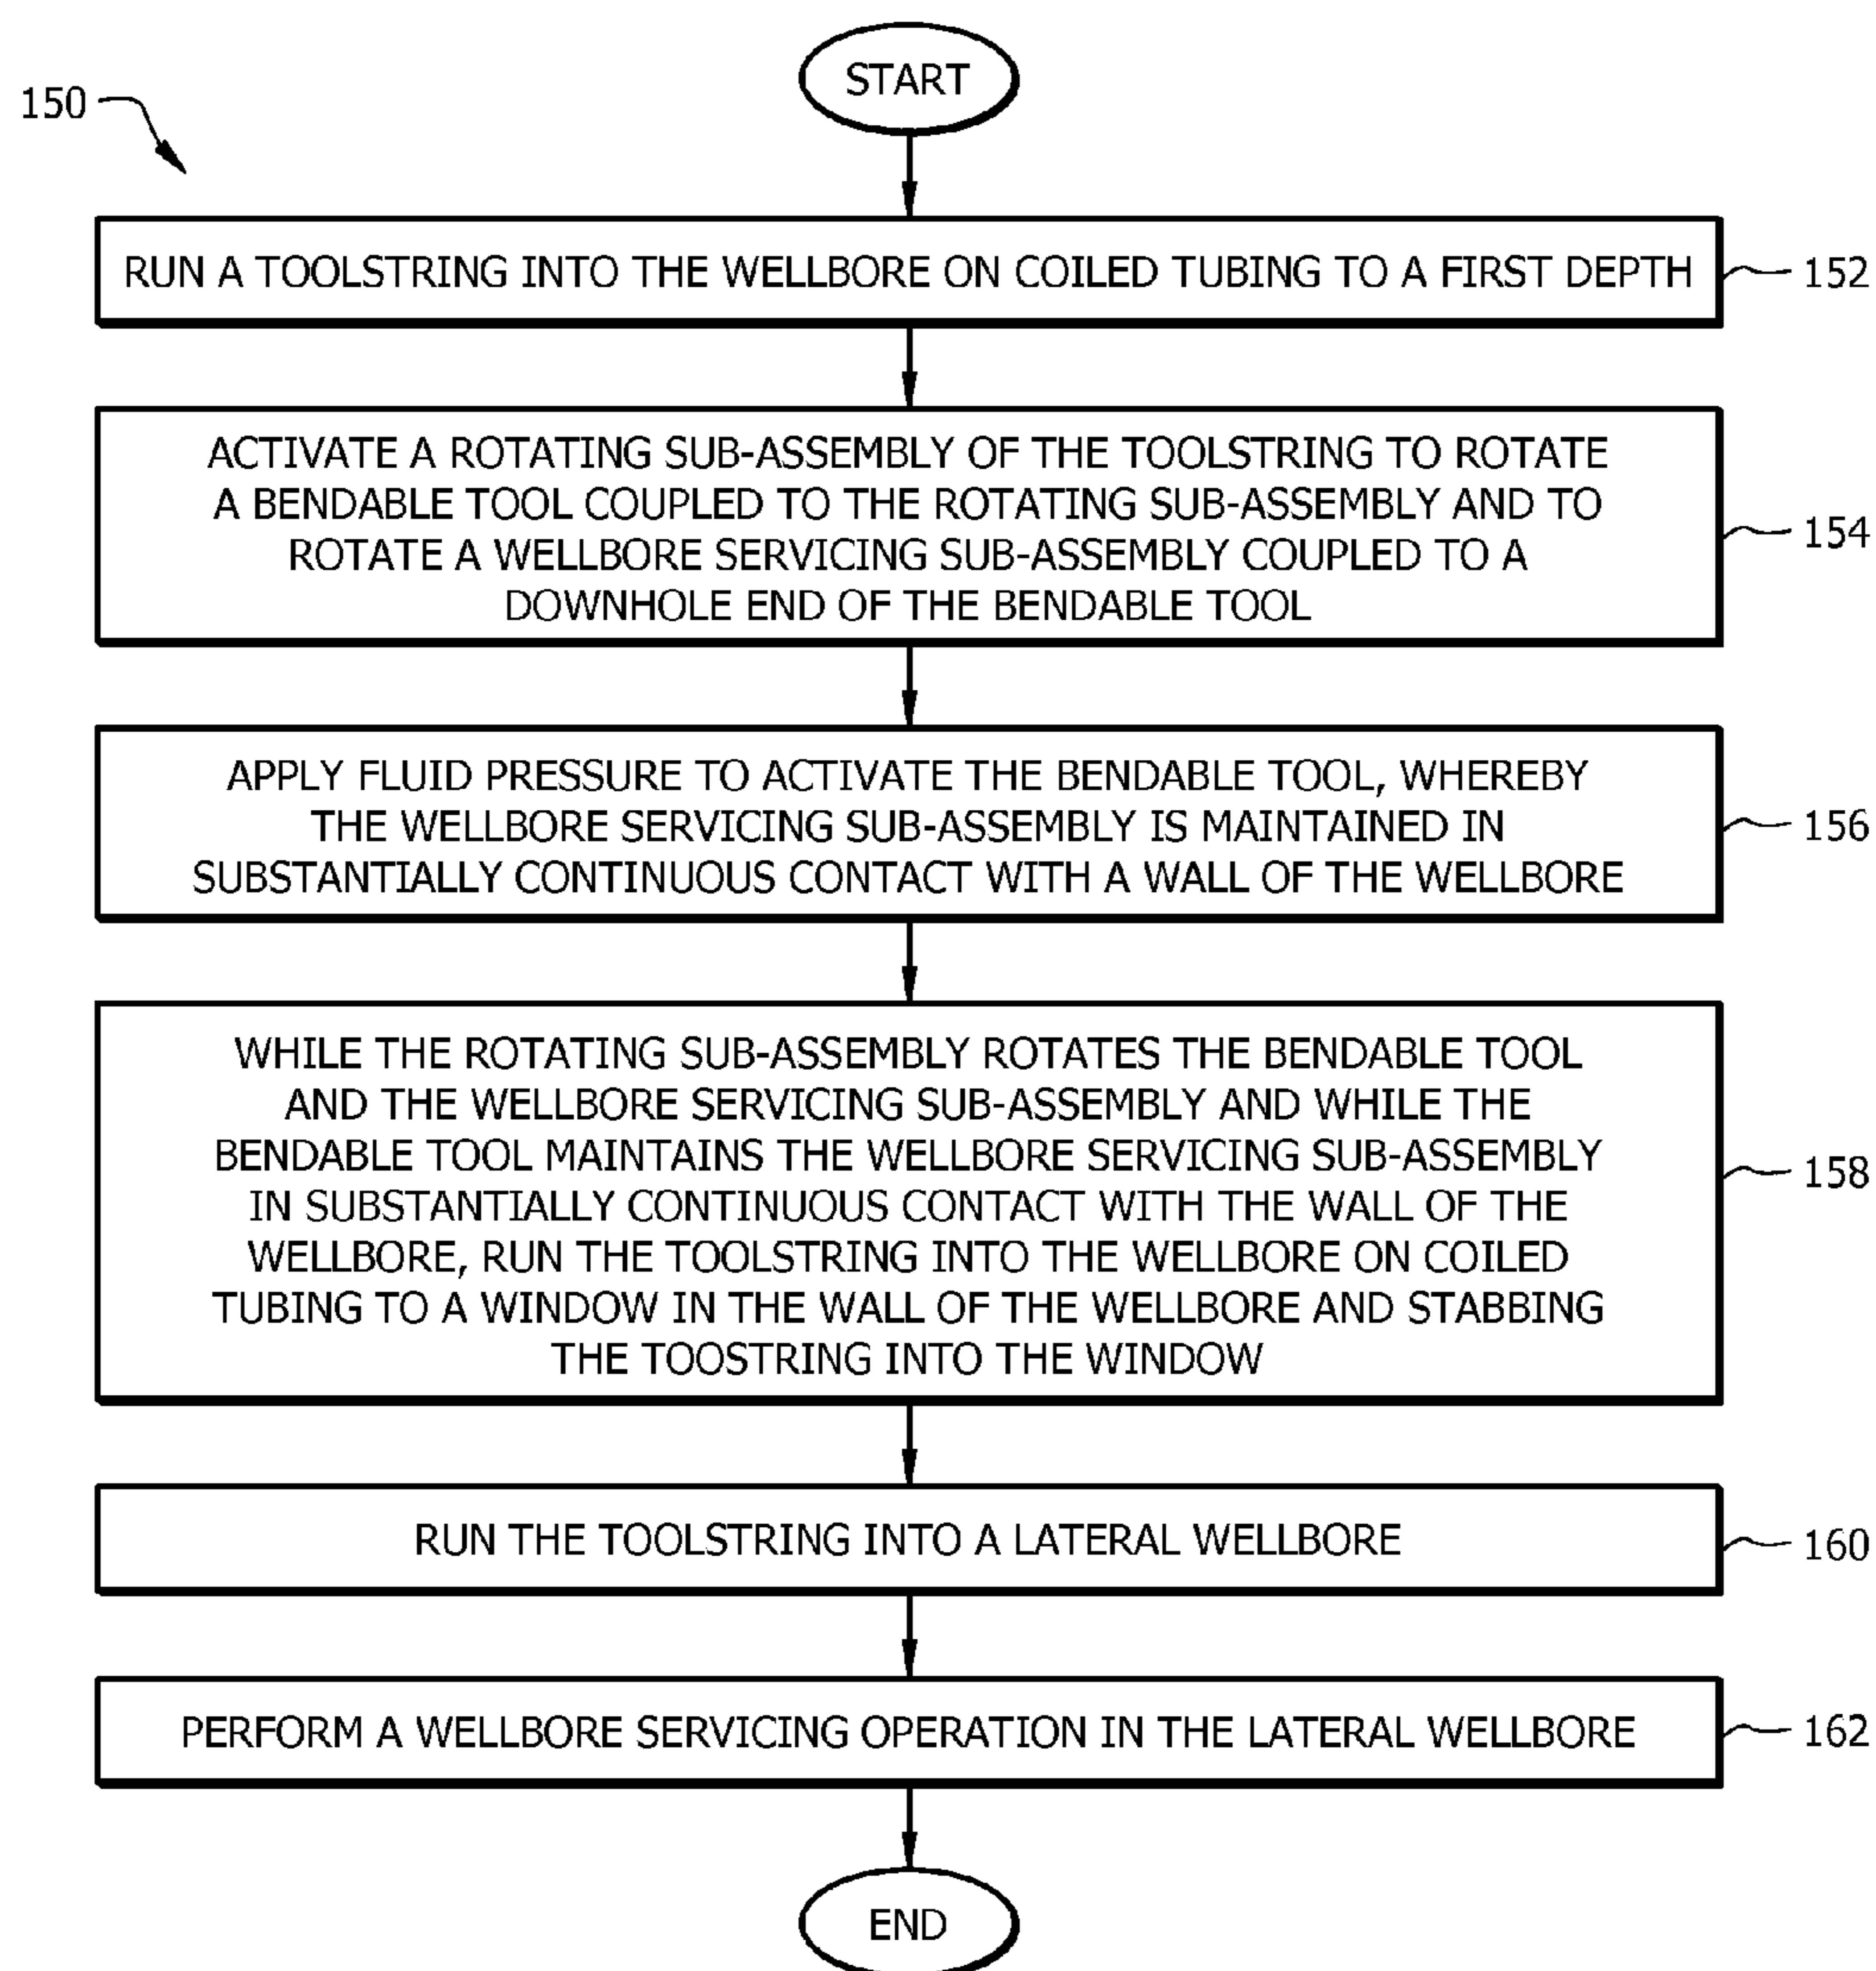 START
150
RUN A TOOLSTRING INTO THE WELLBORE ON COILED TUBING TO A FIRST DEPTH
152
ACTIVATE A ROTATING SUB-ASSEMBLY OF THE TOOLSTRING TO ROTATE
A BENDABLE TOOL COUPLED TO THE ROTATING SUB-ASSEMBLY AND TO
ROTATE A WELLBORE SERVICING SUB-ASSEMBLY COUPLED TO A
DOWNHOLE END OF THE BENDABLE TOOL
154
APPLY FLUID PRESSURE TO ACTIVATE THE BENDABLE TOOL, WHEREBY
THE WELLBORE SERVICING SUB-ASSEMBLY IS MAINTAINED IN
SUBSTANTIALLY CONTINUOUS CONTACT WITH A WALL OF THE WELLBORE
156
WHILE THE ROTATING SUB-ASSEMBLY ROTATES THE BENDABLE TOOL
AND THE WELLBORE SERVICING SUB-ASSEMBLY AND WHILE THE
BENDABLE TOOL MAINTAINS THE WELLBORE SERVICING SUB-ASSEMBLY
IN SUBSTANTIALLY CONTINUOUS CONTACT WITH THE WALL OF THE
WELLBORE, RUN THE TOOLSTRING INTO THE WELLBORE ON COILED
TUBING TO A WINDOW IN THE WALL OF THE WELLBORE AND STABBING
THE TOOSTRING INTO THE WINDOW
158
RUN THE TOOLSTRING INTO A LATERAL WELLBORE
160
PERFORM A WELLBORE SERVICING OPERATION IN THE LATERAL WELLBORE
162
END